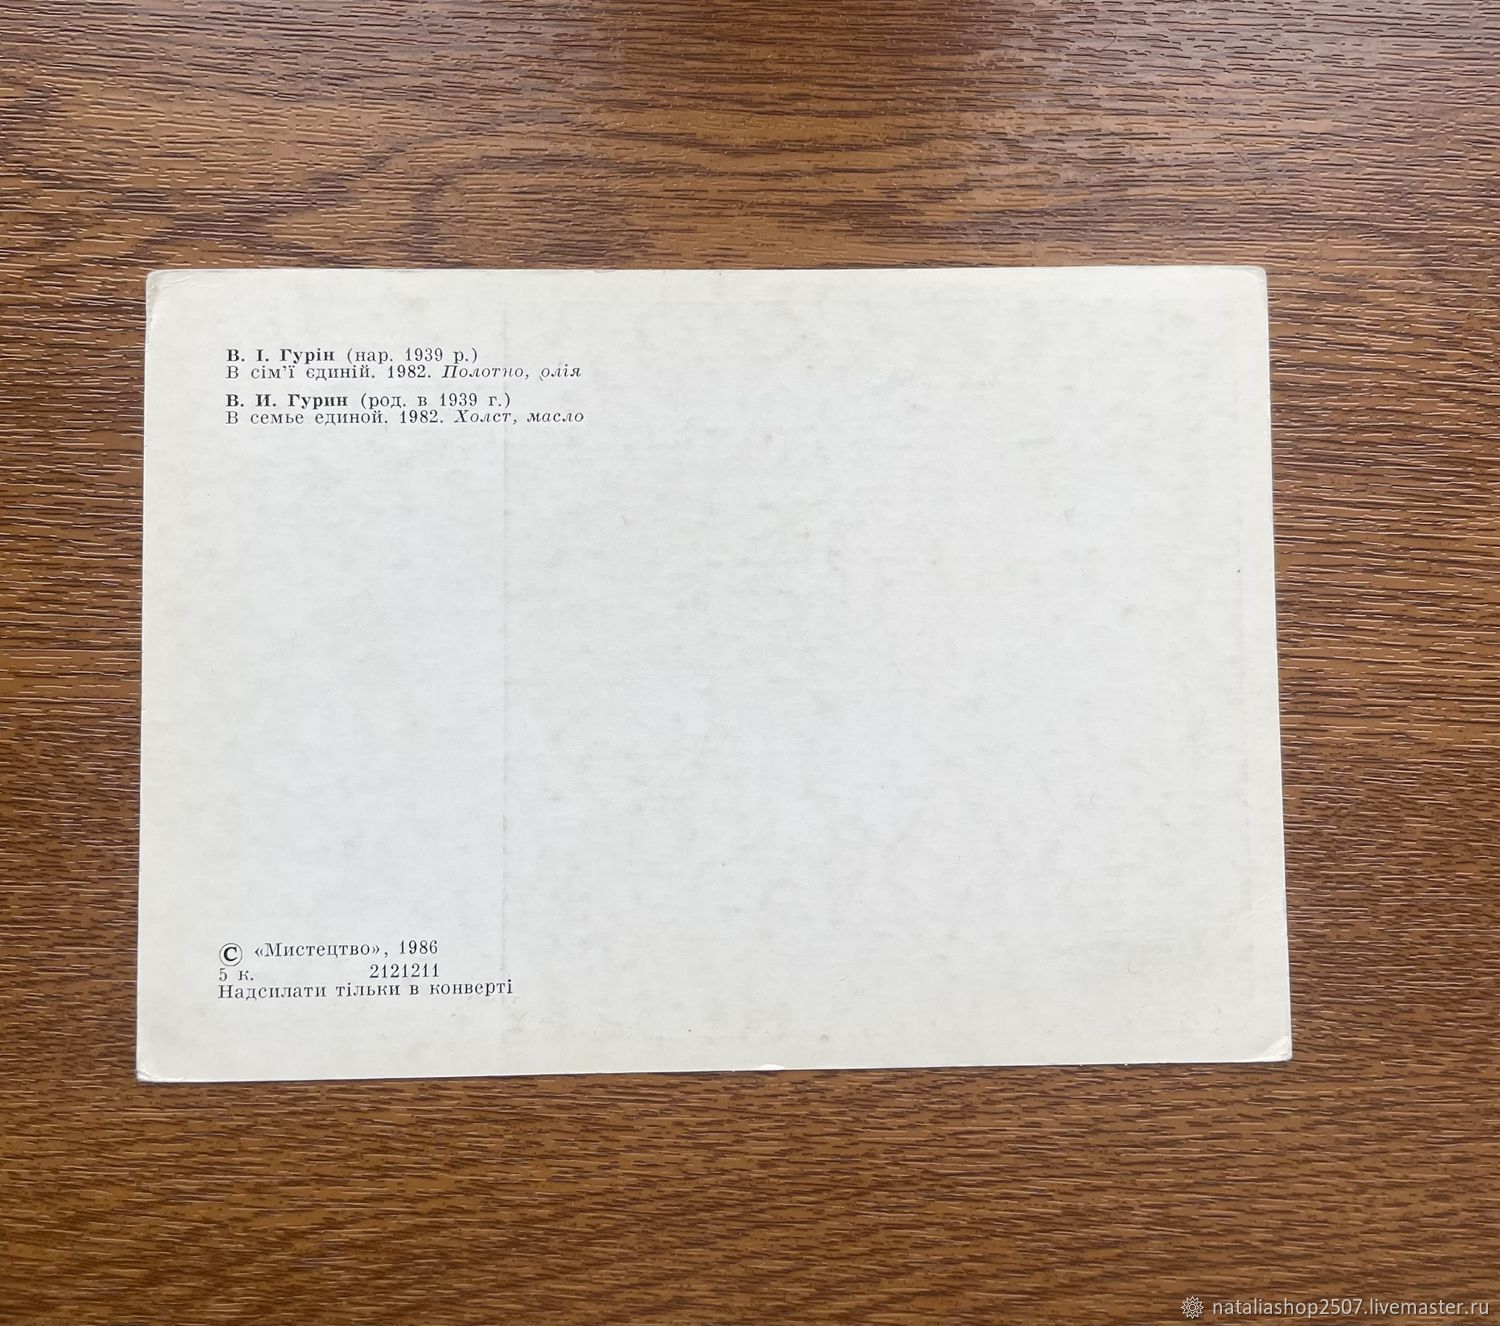 В. І. Гурін (нар. 1939 р.)
В сім'ї єдиній. 1982. Полотно, олія
В. И. Гурин (род. в 1939 г.)
В семье единой. 1982. Холст, масло
© «Мистецтво», 1986
5 к. 2121211
Надсилати тільки в конверті
nataliashop2507.livemaster.ru